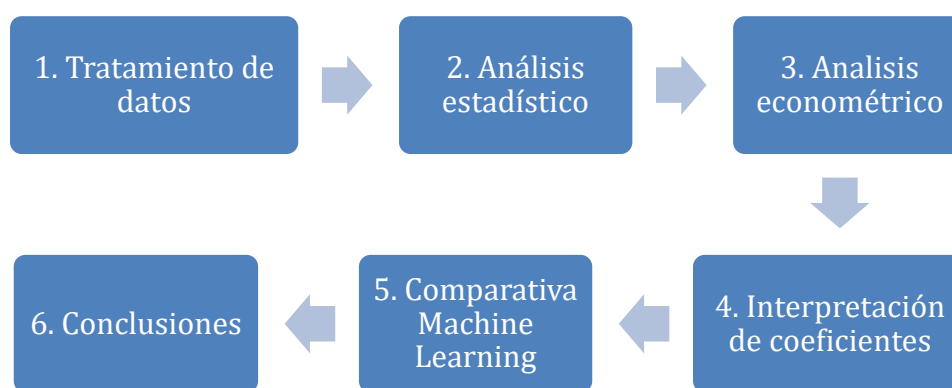 1. Tratamiento de
datos
2. Análisis
estadístico
3. Analisis
econométrico
4. Interpretación
de coeficientes
5. Comparativa
Machine
Learning
6. Conclusiones